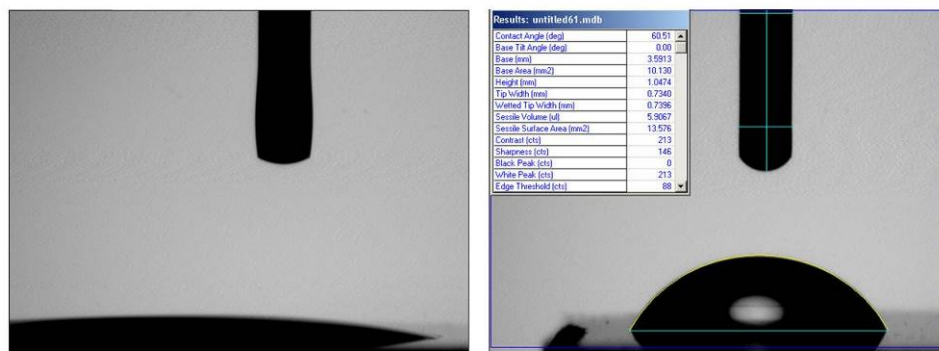 Results: untitled61.mdb
Contact Angle (deg) 60.51
Base Tilt Angle (deg) 0.00
Base (mm) 3.5913
Base Area (mm2) 10.130
Height (mm) 1.0474
Tip Width (mm) 0.7340
Wetted Tip Width (mm) 0.7396
Sessile Volume (ul) 5.9067
Sessile Surface Area (mm2) 13.576
Contrast (cts) 213
Sharpness (cts) 146
Black Peak (cts) 0
White Peak (cts) 213
Edge Threshold (cts) 88